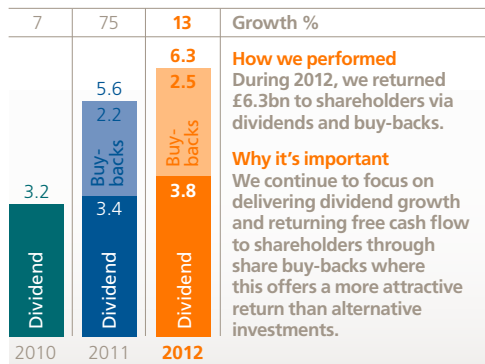 7 75 13 Growth %
6.3
5.6
2.5
2.2
Buy-
backs
Buy-
backs
3.2
3.4
3.8
Dividend
Dividend
Dividend
2010 2011 2012
How we performed
During 2012, we returned
£6.3bn to shareholders via
dividends and buy-backs.
Why it's important
We continue to focus on
delivering dividend growth
and returning free cash flow
to shareholders through
share buy-backs where
this offers a more attractive
return than alternative
investments.